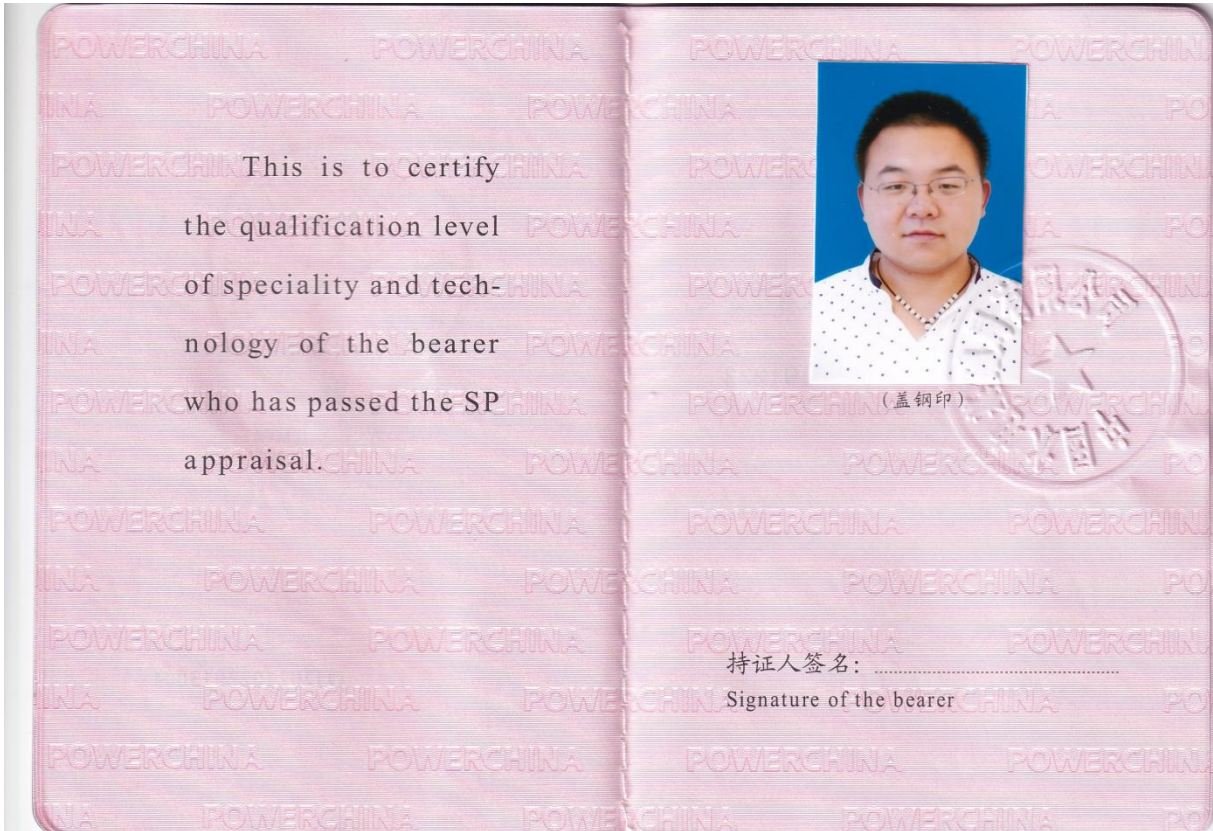 This is to certify
the qualification level
of speciality and tech-
nology of the bearer
who has passed the SP
appraisal.
(盖钢印)
持证人签名:
Signature of the bearer
POWERCHINA